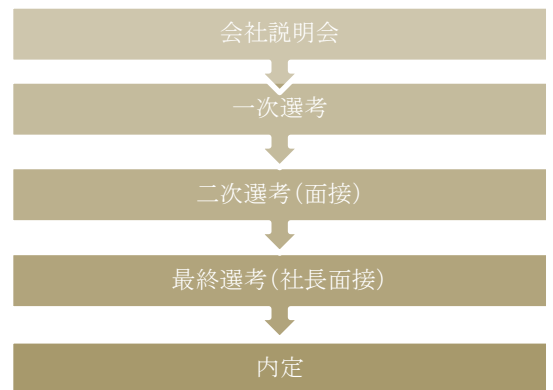 会社説明会
一次選考
二次選考(面接)
最終選考(社長面接)
内定